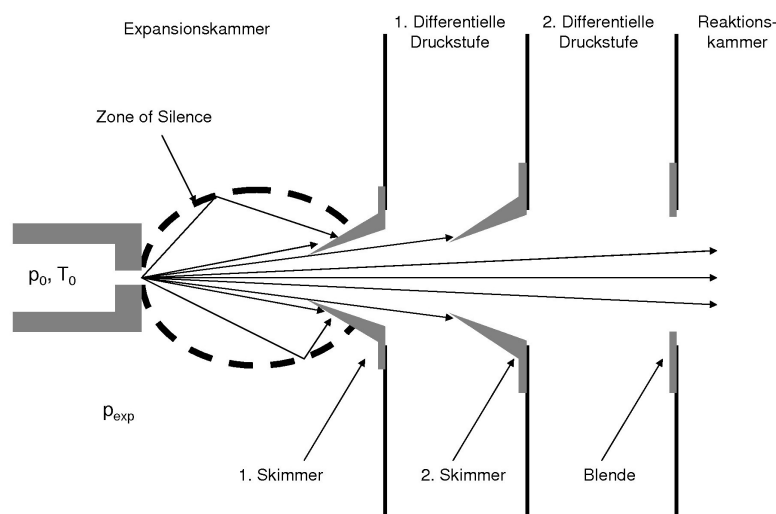 Expansionskammer
1. Differentielle
Druckstufe
2. Differentielle
Druckstufe
Reaktions-
kammer
Zone of Silence
p0, T0
pexp
1. Skimmer
2. Skimmer
Blende